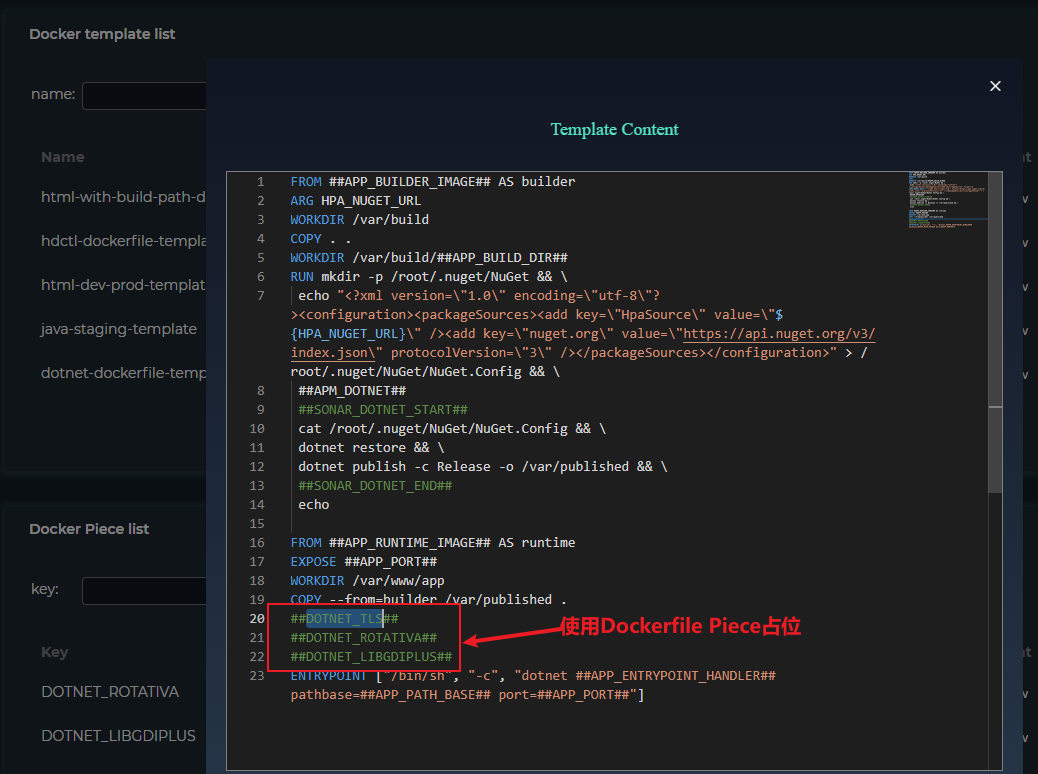 Docker template list
name:
Name
html-with-build-path-d
hdctl-dockerfile-templa
html-dev-prod-templat
java-staging-template
dotnet-dockerfile-temp
Docker Piece list
key:
Key
DOTNET_ROTATIVA
DOTNET_LIBGDIPLUS
Template Content
1 FROM ##APP_BUILDER_IMAGE## AS builder
2 ARG HPA_NUGET_URL
3 WORKDIR /var/build
4 COPY . .
5 WORKDIR /var/build/##APP_BUILD_DIR##
6 RUN mkdir -p /root/.nuget/NuGet && \
7 echo "<?xml version=\"1.0\" encoding=\"utf-8\"?
><configuration><packageSources><add key=\"HpaSource\" value=\"$
{HPA_NUGET_URL}\" /><add key=\"nuget.org\" value=\"https://api.nuget.org/v3/
index.json\" protocolVersion=\"3\" /></packageSources></configuration>" > /
root/.nuget/NuGet/NuGet.Config && \
8 ##APM_DOTNET##
9 ##SONAR_DOTNET_START##
10 cat /root/.nuget/NuGet/NuGet.Config && \
11 dotnet restore && \
12 dotnet publish -c Release -o /var/published && \
13 ##SONAR_DOTNET_END##
14 echo
15
16 FROM ##APP_RUNTIME_IMAGE## AS runtime
17 EXPOSE ##APP_PORT##
18 WORKDIR /var/www/app
19 COPY --from=builder /var/published .
20 ##DOTNET_TLS##
21 ##DOTNET_ROTATIVA##
22 ##DOTNET_LIBGDIPLUS##
23 ENTRYPOINT ["/bin/sh", "-c", "dotnet ##APP_ENTRYPOINT_HANDLER##
pathbase=##APP_PATH_BASE## port=##APP_PORT##"]
使用Dockerfile Piece占位